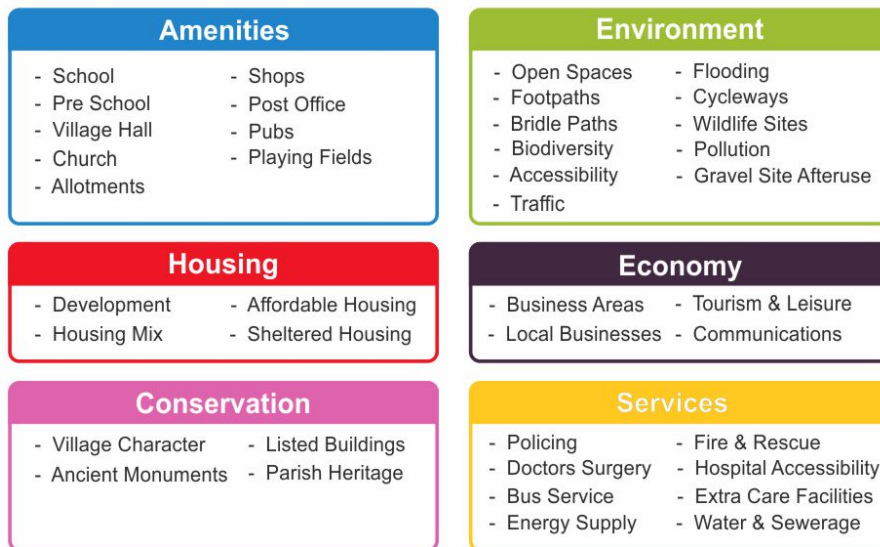 Amenities
- School
- Pre School
- Village Hall
- Church
- Allotments
- Shops
- Post Office
- Pubs
- Playing Fields
Environment
- Open Spaces
- Footpaths
- Bridle Paths
- Biodiversity
- Accessibility
- Traffic
- Flooding
- Cycleways
- Wildlife Sites
- Pollution
- Gravel Site Afteruse
Housing
- Development
- Housing Mix
- Affordable Housing
- Sheltered Housing
Economy
- Business Areas
- Local Businesses
- Tourism & Leisure
- Communications
Conservation
- Village Character
- Ancient Monuments
- Listed Buildings
- Parish Heritage
Services
- Policing
- Doctors Surgery
- Bus Service
- Energy Supply
- Fire & Rescue
- Hospital Accessibility
- Extra Care Facilities
- Water & Sewerage